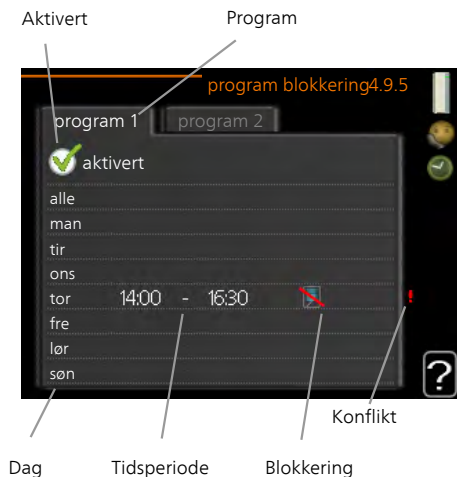 Aktivert Program
program blokkering4.9.5
program 1 program 2
aktivert
alle
man
tir
ons
tor 14:00 - 16:30 !
fre
lør
søn
?
Konflikt
Dag Tidsperiode Blokkering